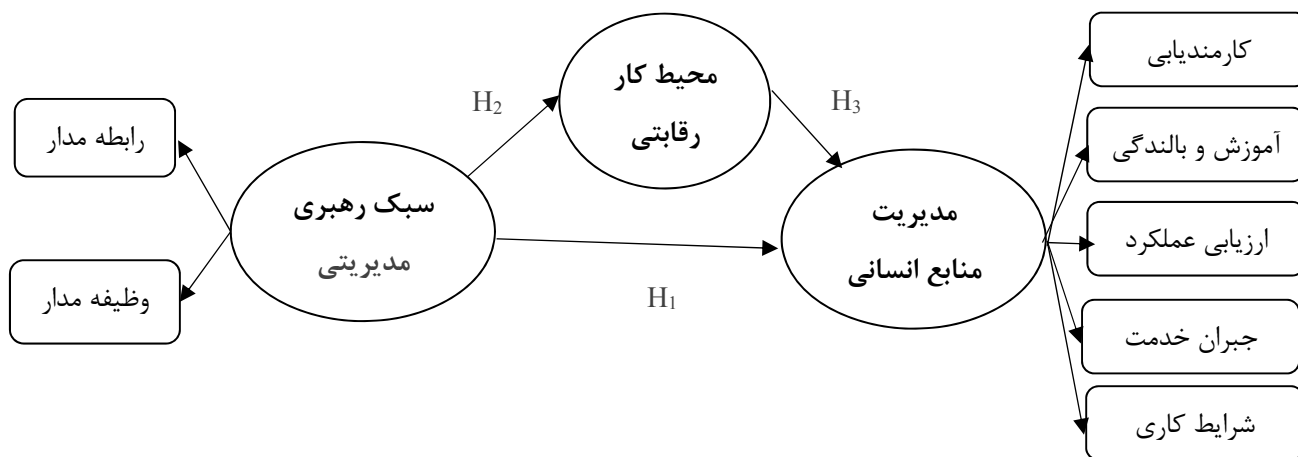 کارمندیابی
محیط کار
رقابتی
H₂
H₃
رابطه مدار
آموزش و بالندگی
سبک رهبری
مدیریتی
مدیریت
منابع انسانی
ارزیابی عملکرد
وظیفه مدار
H₁
جبران خدمت
شرایط کاری